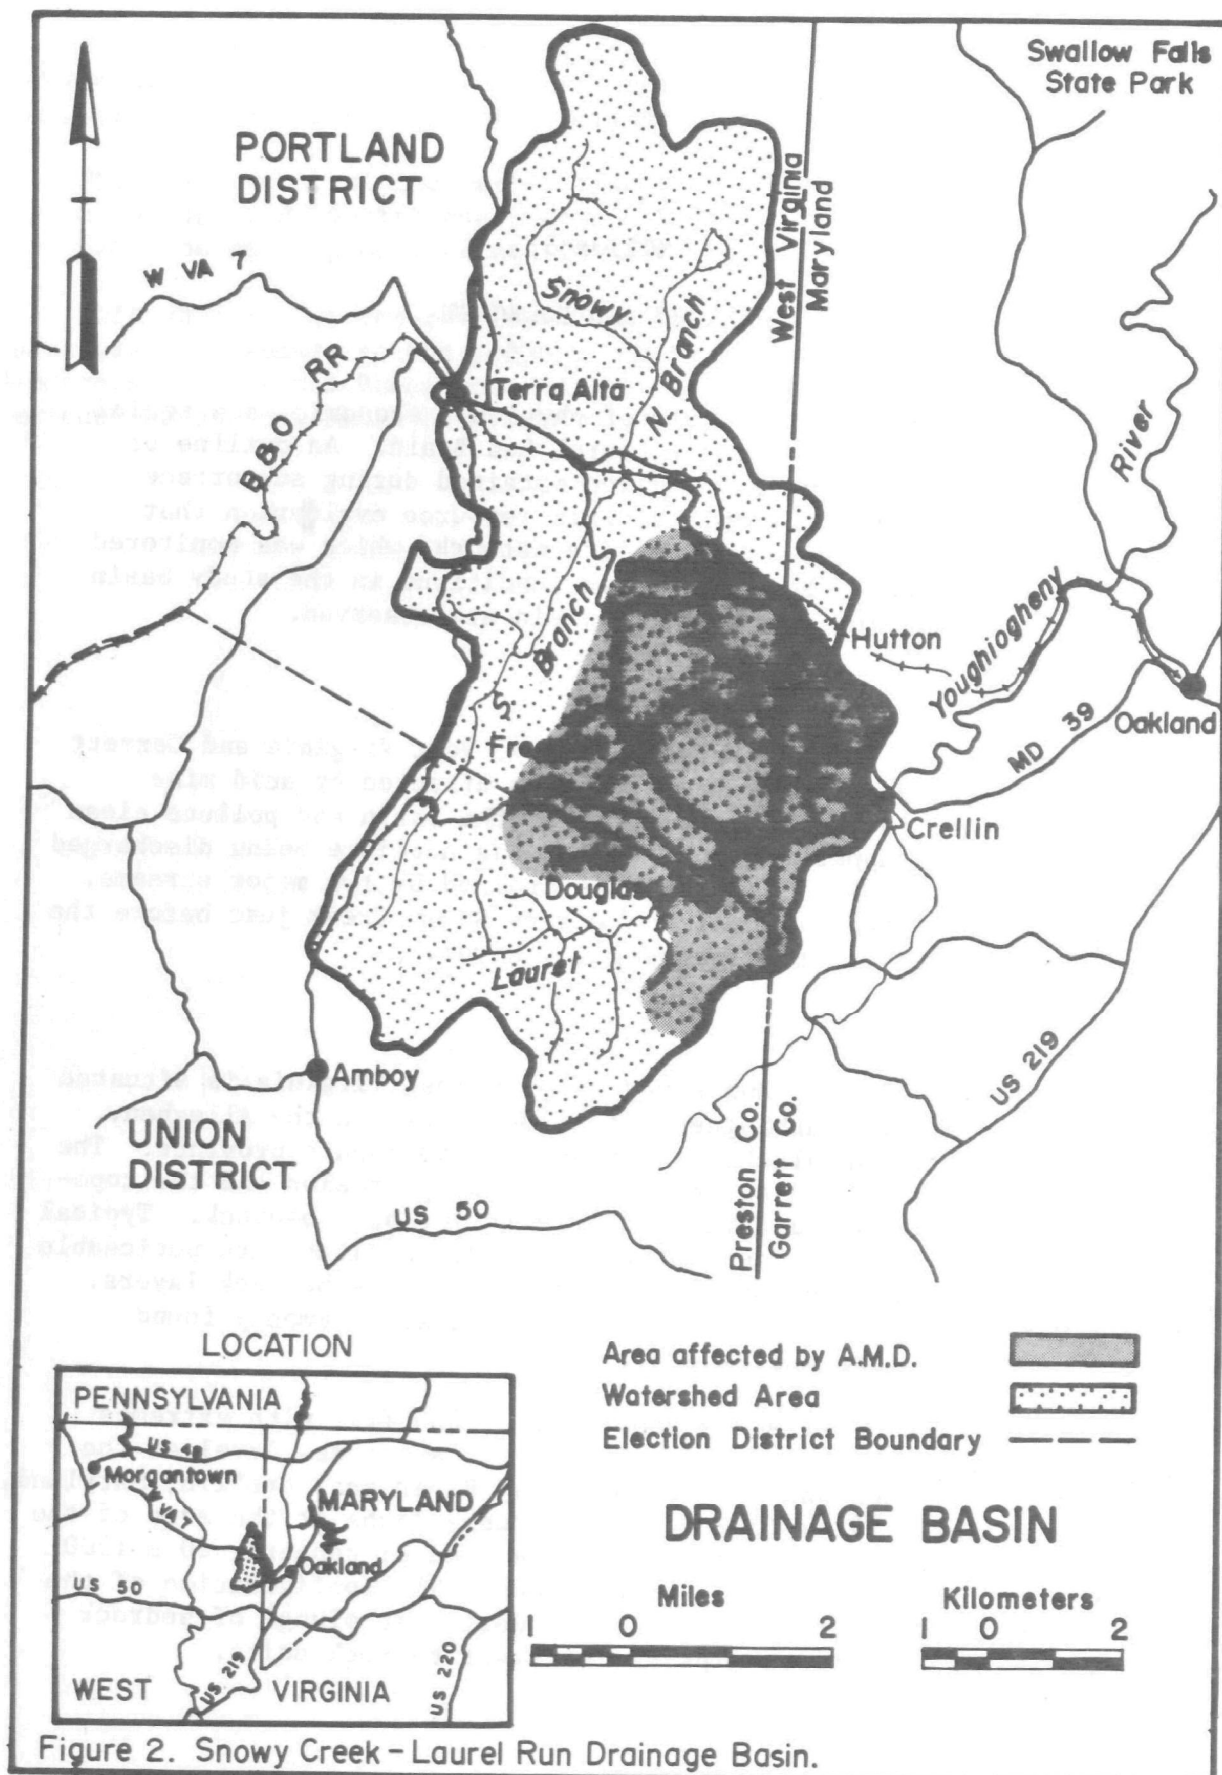 Swallow Falls
State Park
PORTLAND
DISTRICT
West Virginia
Maryland
W VA 7
Snowy
N. Branch
RR
B&O
Terra Alta
River
S. Branch
Hutton
Youghiogheny
Oakland
MD 39
Crellin
Douglas
Laurel
Amboy
US 219
UNION
DISTRICT
US 50
Preston Co.
Garrett Co.
LOCATION
PENNSYLVANIA
US 48
Morgantown
W VA 7
MARYLAND
Oakland
US 50
US 219
US 220
WEST VIRGINIA
Area affected by A.M.D.
Watershed Area
Election District Boundary
DRAINAGE BASIN
Miles
1 0 2
Kilometers
1 0 2
Figure 2. Snowy Creek - Laurel Run Drainage Basin.